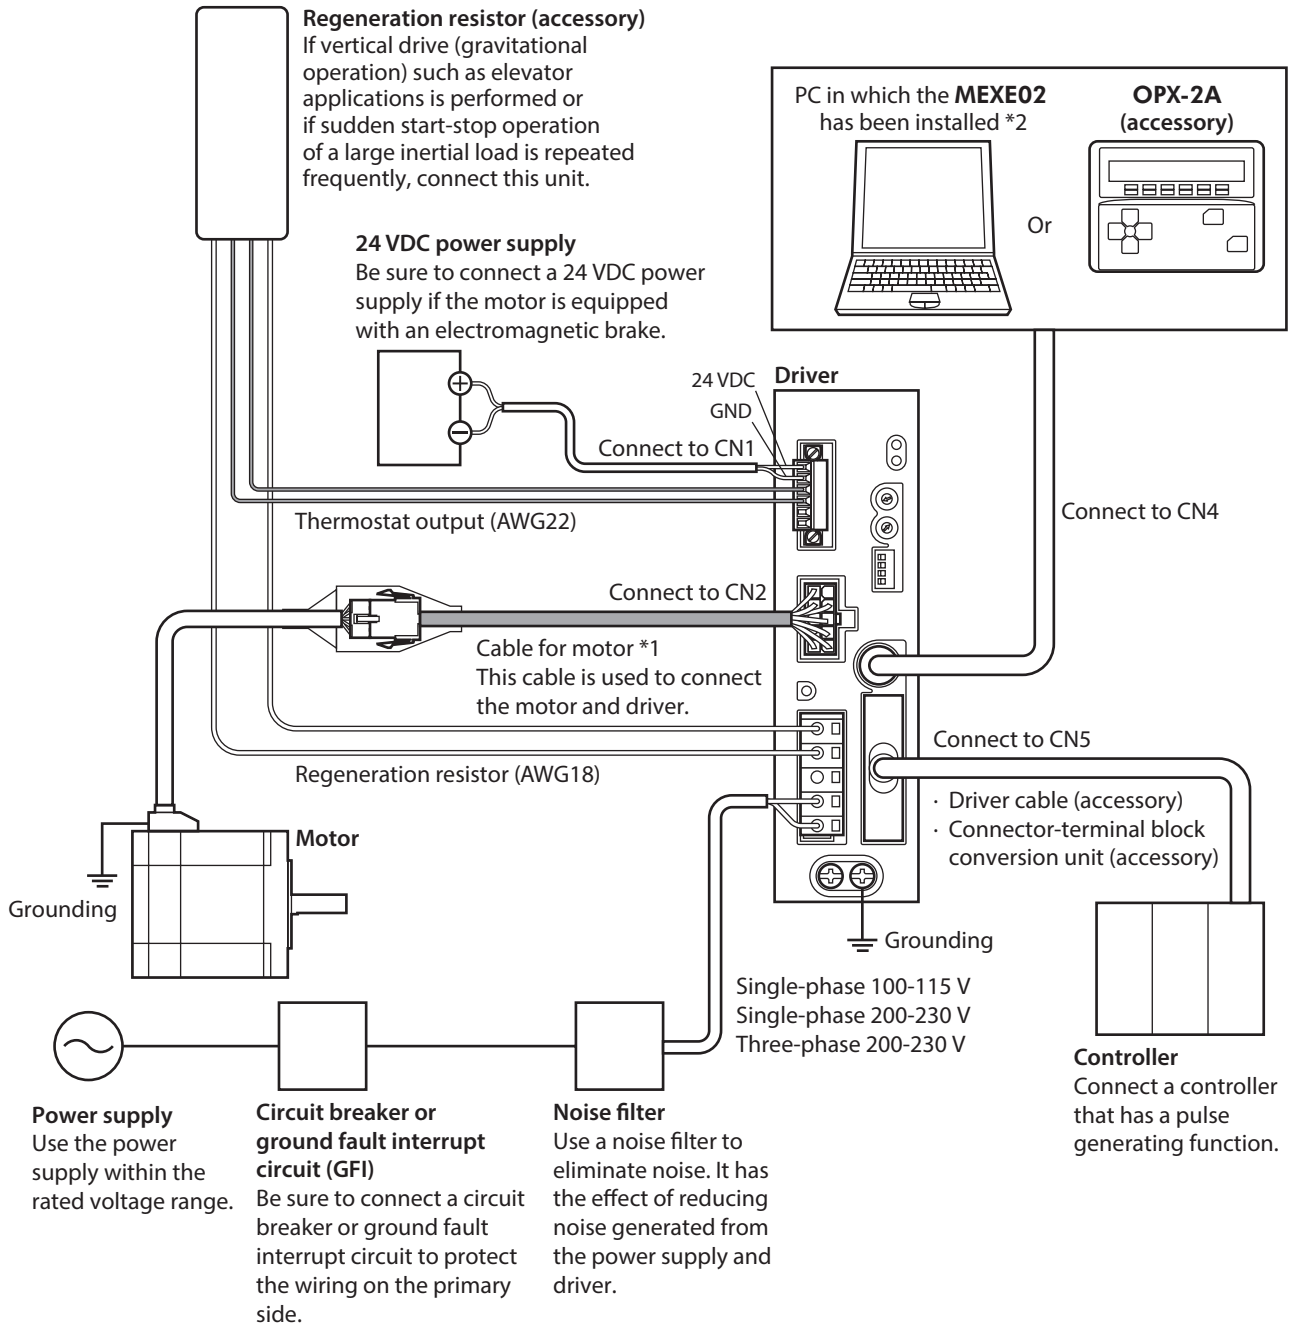 Regeneration resistor (accessory)
If vertical drive (gravitational
operation) such as elevator
applications is performed or
if sudden start-stop operation
of a large inertial load is repeated
frequently, connect this unit.
PC in which the MEXE02
has been installed *2
OPX-2A
(accessory)
Or
24 VDC power supply
Be sure to connect a 24 VDC power
supply if the motor is equipped
with an electromagnetic brake.
24 VDC
GND
Driver
Connect to CN1
Thermostat output (AWG22)
Connect to CN4
Connect to CN2
Cable for motor *1
This cable is used to connect
the motor and driver.
Regeneration resistor (AWG18)
Connect to CN5
· Driver cable (accessory)
· Connector-terminal block
conversion unit (accessory)
Motor
Grounding
Grounding
Single-phase 100-115 V
Single-phase 200-230 V
Three-phase 200-230 V
Controller
Connect a controller
that has a pulse
generating function.
Power supply
Use the power
supply within the
rated voltage range.
Circuit breaker or
ground fault interrupt
circuit (GFI)
Be sure to connect a circuit
breaker or ground fault
interrupt circuit to protect
the wiring on the primary
side.
Noise filter
Use a noise filter to
eliminate noise. It has
the effect of reducing
noise generated from
the power supply and
driver.